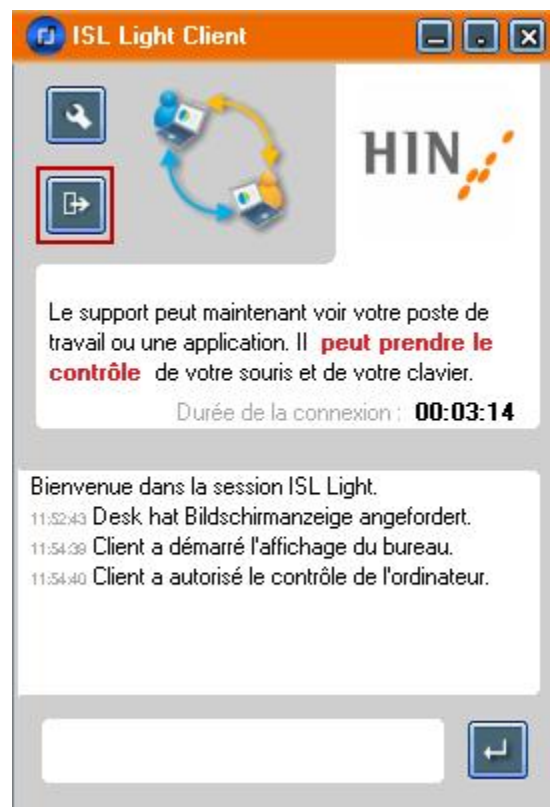 ISL Light Client
HIN
Le support peut maintenant voir votre poste de
travail ou une application. Il peut prendre le
contrôle de votre souris et de votre clavier.
Durée de la connexion : 00:03:14
Bienvenue dans la session ISL Light.
11:52:43 Desk hat Bildschirmanzeige angefordert.
11:54:39 Client a démarré l'affichage du bureau.
11:54:40 Client a autorisé le contrôle de l'ordinateur.